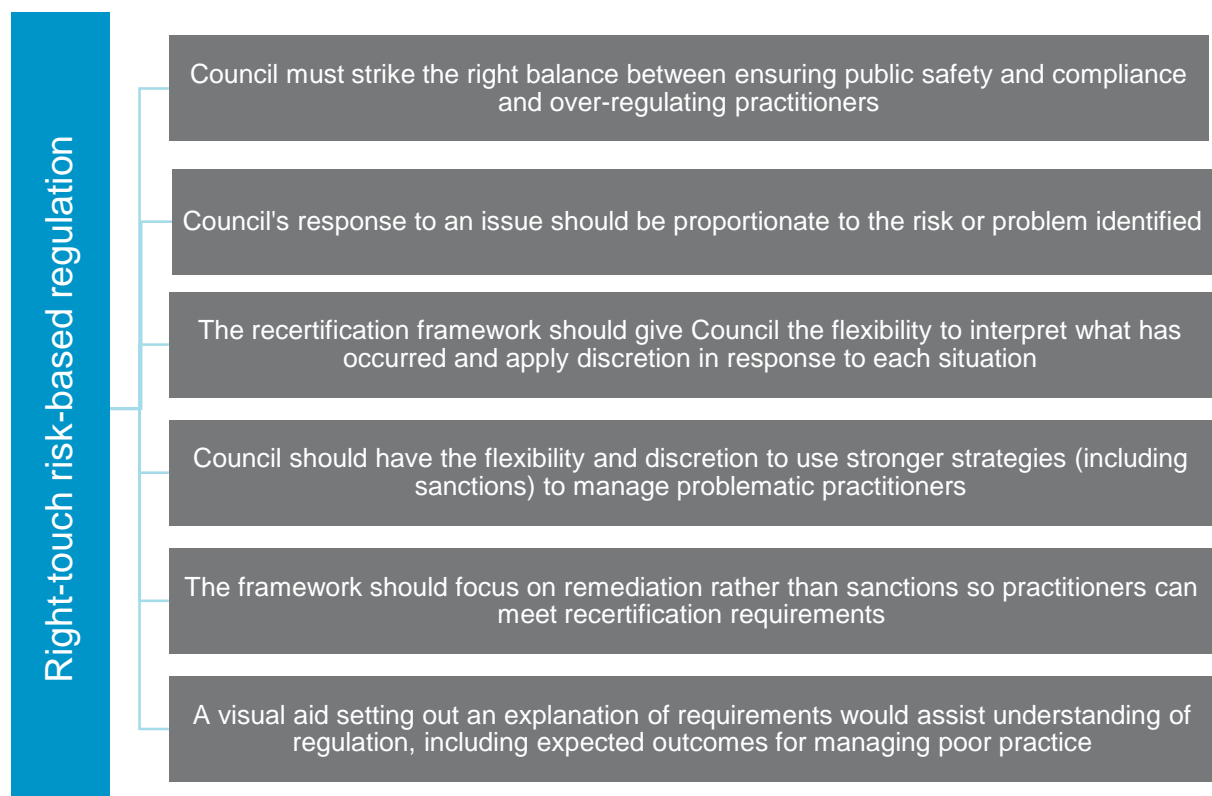 Right-touch risk-based regulation
Council must strike the right balance between ensuring public safety and compliance
and over-regulating practitioners
Council's response to an issue should be proportionate to the risk or problem identified
The recertification framework should give Council the flexibility to interpret what has
occurred and apply discretion in response to each situation
Council should have the flexibility and discretion to use stronger strategies (including
sanctions) to manage problematic practitioners
The framework should focus on remediation rather than sanctions so practitioners can
meet recertification requirements
A visual aid setting out an explanation of requirements would assist understanding of
regulation, including expected outcomes for managing poor practice